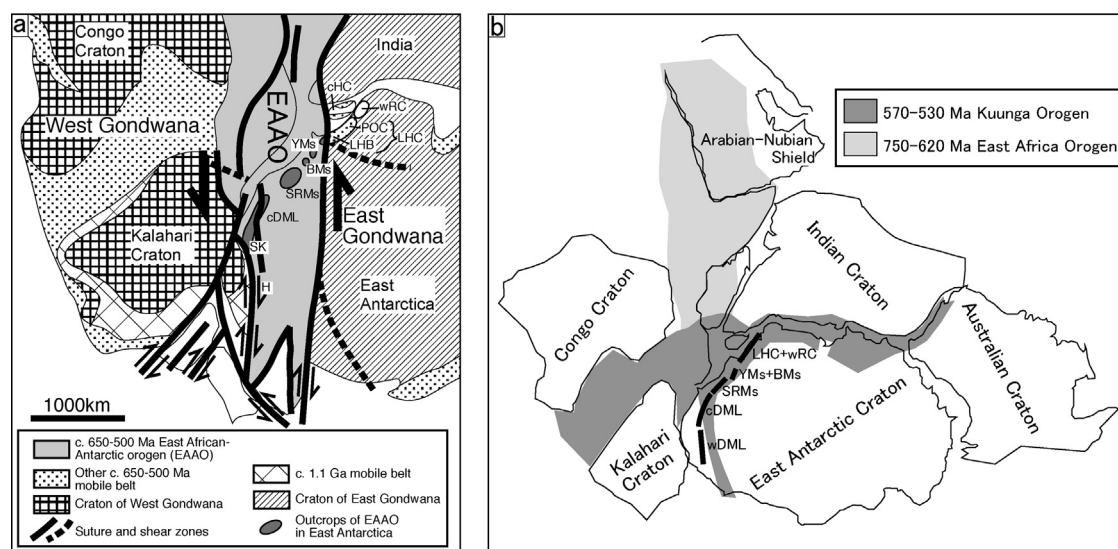 a
Congo
Craton
India
EAAO
cHC
wRC
POC
LHC
West Gondwana
YMs
LHB
BMs
SRMs
cDML
East
Gondwana
Kalahari
Craton
SK
H
East
Antarctica
1000km
c. 650-500 Ma East African-
Antarctic orogen (EAAO)
Other c. 650-500 Ma
mobile belt
Craton of West Gondwana
Suture and shear zones
c. 1.1 Ga mobile belt
Craton of East Gondwana
Outcrops of EAAO
in East Antarctica
b
570-530 Ma Kuunga Orogen
750-620 Ma East Africa Orogen
Arabian-Nubian
Shield
Indian Craton
Congo Craton
Australian Craton
LHC+wRC
YMs+BMs
SRMs
cDML
wDML
Kalahari
Craton
East Antarctic Craton